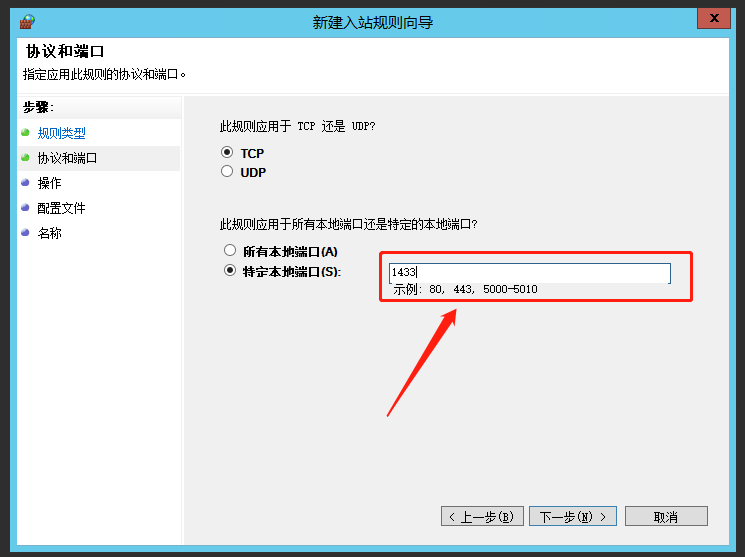 新建入站规则向导
X
协议和端口
指定应用此规则的协议和端口。
步骤:
规则类型
协议和端口
操作
配置文件
名称
此规则应用于 TCP 还是 UDP?
TCP
UDP
此规则应用于所有本地端口还是特定的本地端口?
所有本地端口(A)
特定本地端口(S):
1433
示例: 80, 443, 5000-5010
< 上一步(B)
下一步(N) >
取消